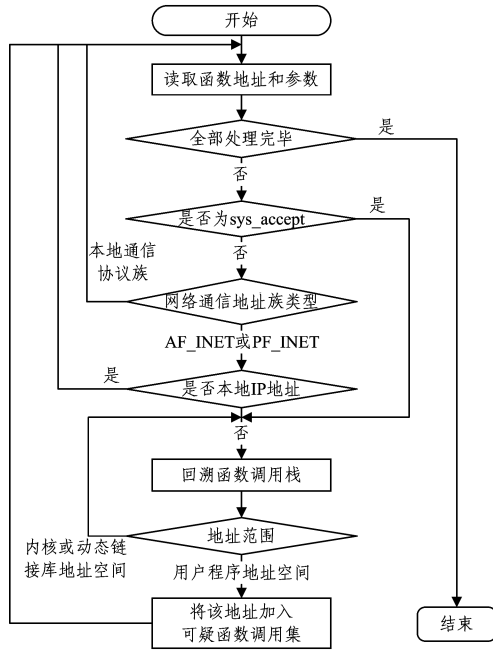 开始
读取函数地址和参数
全部处理完毕
是
否
是否为sys_accept
是
否
本地通信
协议族
网络通信地址族类型
AF_INET或PF_INET
是
是否本地IP地址
否
回溯函数调用栈
地址范围
内核或动态链
接库地址空间
用户程序地址空间
将该地址加入
可疑函数调用集
结束